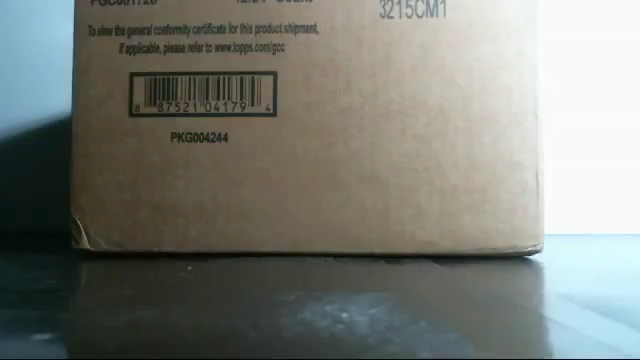 3215CM1
To view the general conformity certificate for this product shipment,
if applicable, please refer to www.topps.com/gcc
8 87521 04179 4
PKG004244